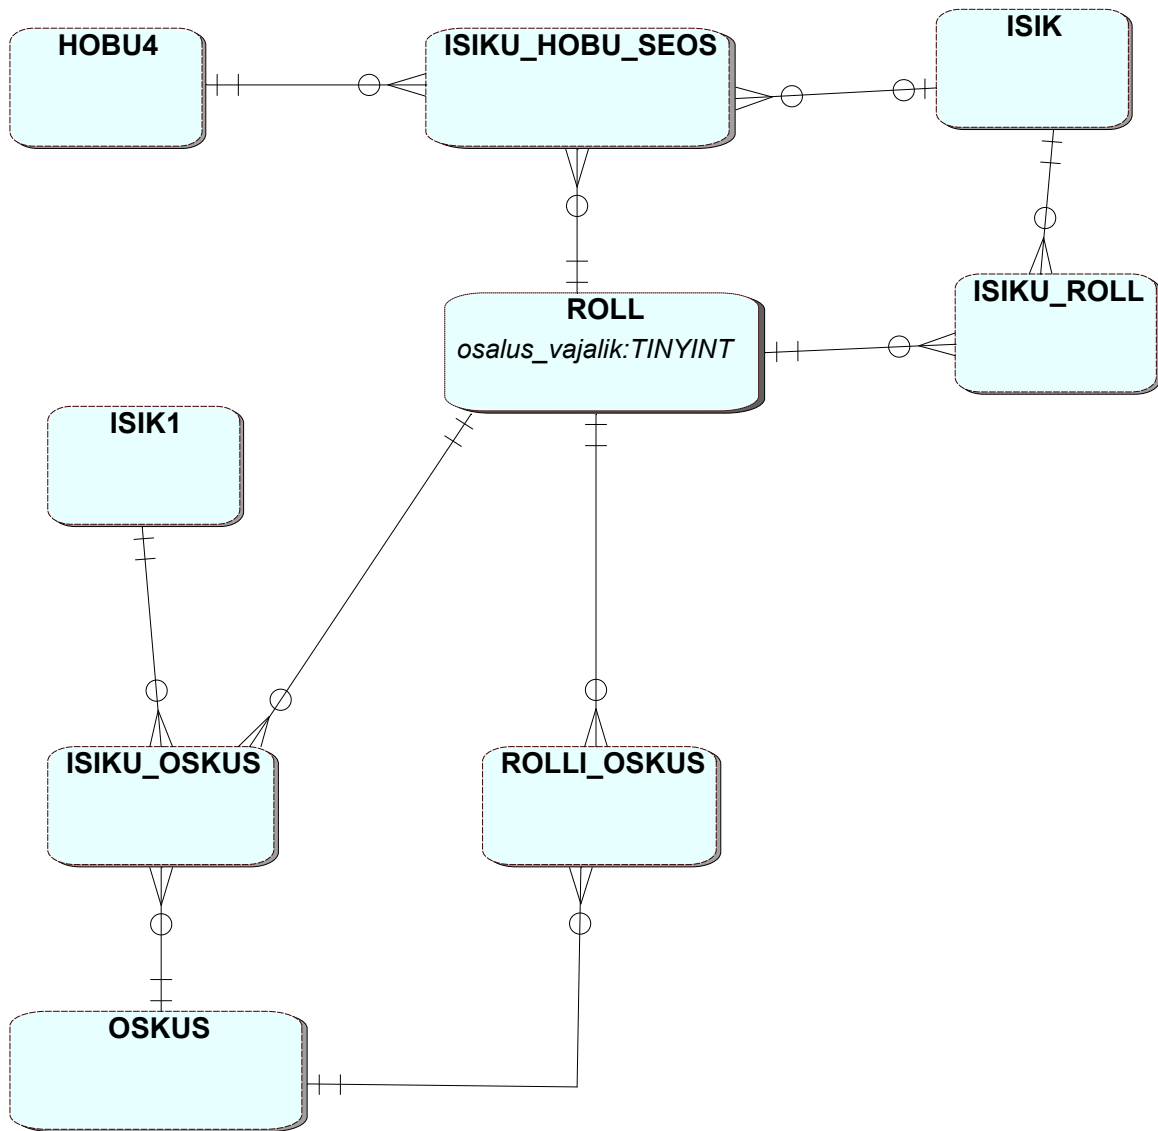 HOBU4
ISIKU_HOBU_SEOS
ISIK
ISIKU_ROLL
ROLL
osalus_vajalik:TINYINT
ISIK1
ISIKU_OSKUS
ROLLI_OSKUS
OSKUS